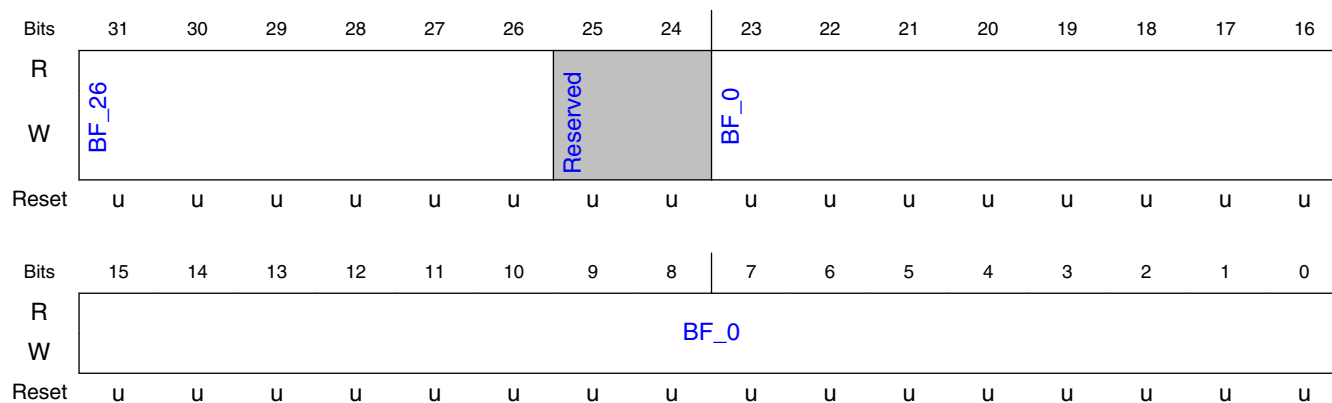 Bits 31 30 29 28 27 26 25 24 23 22 21 20 19 18 17 16
R
W
BF_26
Reserved
BF_0
Reset u u u u u u u u u u u u u u u u
Bits 15 14 13 12 11 10 9 8 7 6 5 4 3 2 1 0
R
BF_0
W
Reset u u u u u u u u u u u u u u u u